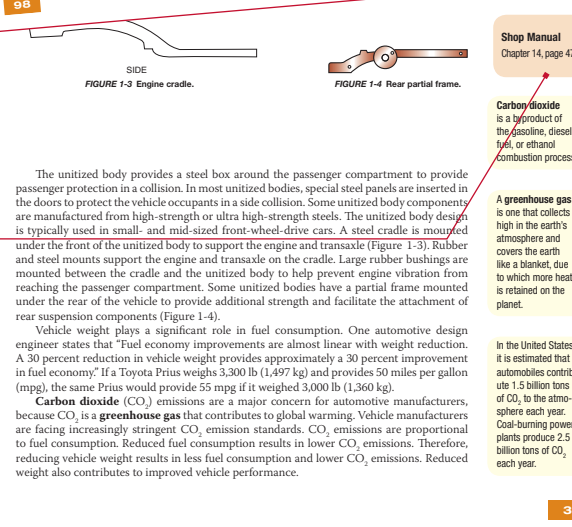 98
SIDE
FIGURE 1-3 Engine cradle.
FIGURE 1-4 Rear partial frame.
Shop Manual
Chapter 14, page 47
The unitized body provides a steel box around the passenger compartment to provide
passenger protection in a collision. In most unitized bodies, special steel panels are inserted in
the doors to protect the vehicle occupants in a side collision. Some unitized body components
are manufactured from high-strength or ultra high-strength steels. The unitized body design
is typically used in small- and mid-sized front-wheel-drive cars. A steel cradle is mounted
under the front of the unitized body to support the engine and transaxle (Figure 1-3). Rubber
and steel mounts support the engine and transaxle on the cradle. Large rubber bushings are
mounted between the cradle and the unitized body to help prevent engine vibration from
reaching the passenger compartment. Some unitized bodies have a partial frame mounted
under the rear of the vehicle to provide additional strength and facilitate the attachment of
rear suspension components (Figure 1-4).
Vehicle weight plays a significant role in fuel consumption. One automotive design
engineer states that “Fuel economy improvements are almost linear with weight reduction.
A 30 percent reduction in vehicle weight provides approximately a 30 percent improvement
in fuel economy.” If a Toyota Prius weighs 3,300 lb (1,497 kg) and provides 50 miles per gallon
(mpg), the same Prius would provide 55 mpg if it weighed 3,000 lb (1,360 kg).
Carbon dioxide (CO₂) emissions are a major concern for automotive manufacturers,
because CO₂ is a greenhouse gas that contributes to global warming. Vehicle manufacturers
are facing increasingly stringent CO₂ emission standards. CO₂ emissions are proportional
to fuel consumption. Reduced fuel consumption results in lower CO₂ emissions. Therefore,
reducing vehicle weight results in less fuel consumption and lower CO₂ emissions. Reduced
weight also contributes to improved vehicle performance.
Carbon dioxide
is a byproduct of
the gasoline, diesel
fuel, or ethanol
combustion process
A greenhouse gas
is one that collects
high in the earth's
atmosphere and
covers the earth
like a blanket, due
to which more heat
is retained on the
planet.
In the United States
it is estimated that
automobiles contrib
ute 1.5 billion tons
of CO₂ to the atmo-
sphere each year.
Coal-burning power
plants produce 2.5
billion tons of CO₂
each year.
3